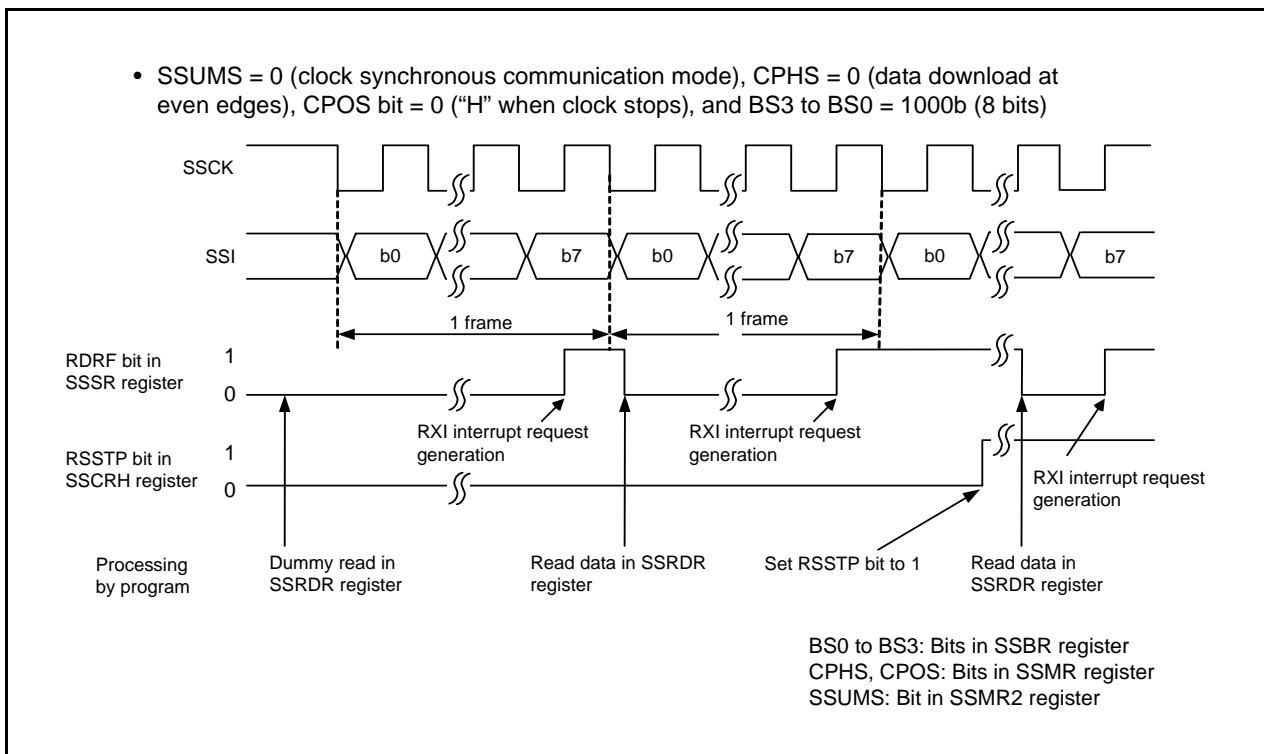 • SSUMS = 0 (clock synchronous communication mode), CPHS = 0 (data download at
even edges), CPOS bit = 0 (“H” when clock stops), and BS3 to BS0 = 1000b (8 bits)
SSCK
SSI
b0
b7
b0
b7
b0
b7
1 frame
1 frame
RDRF bit in
SSSR register
1
0
RXI interrupt request
generation
RXI interrupt request
generation
RXI interrupt request
generation
RSSTP bit in
SSCRH register
1
0
Processing
by program
Dummy read in
SSRDR register
Read data in SSRDR
register
Set RSSTP bit to 1
Read data in
SSRDR register
BS0 to BS3: Bits in SSBR register
CPHS, CPOS: Bits in SSMR register
SSUMS: Bit in SSMR2 register